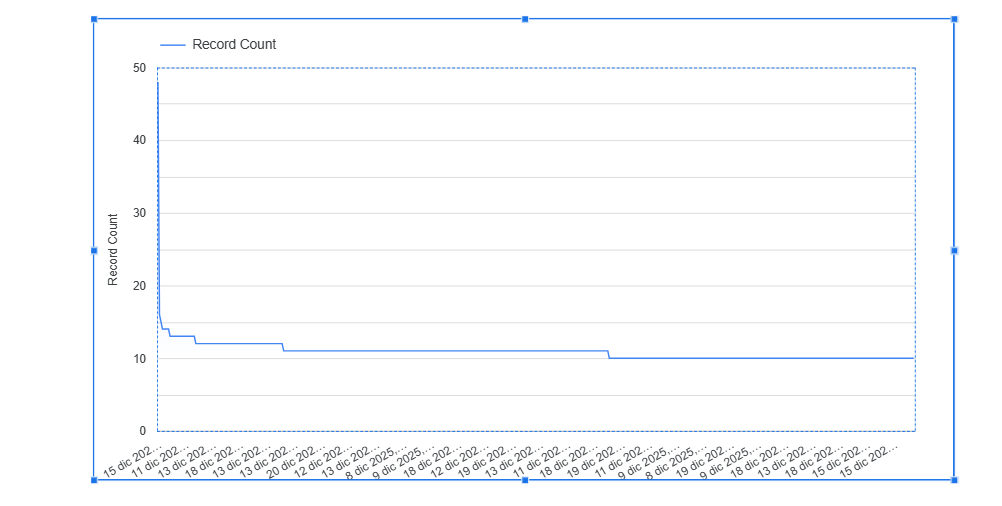 Record Count
50
40
30
20
10
0
Record Count
15 dic 202...
11 dic 202...
13 dic 202...
18 dic 202...
13 dic 202...
13 dic 202...
20 dic 202...
12 dic 202...
13 dic 202...
8 dic 2025,...
9 dic 2025,...
18 dic 202...
12 dic 202...
19 dic 202...
13 dic 202...
11 dic 202...
18 dic 202...
19 dic 202...
11 dic 202...
9 dic 2025,...
8 dic 2025,...
19 dic 202...
9 dic 2025,...
18 dic 202...
13 dic 202...
18 dic 202...
15 dic 202...
15 dic 202...